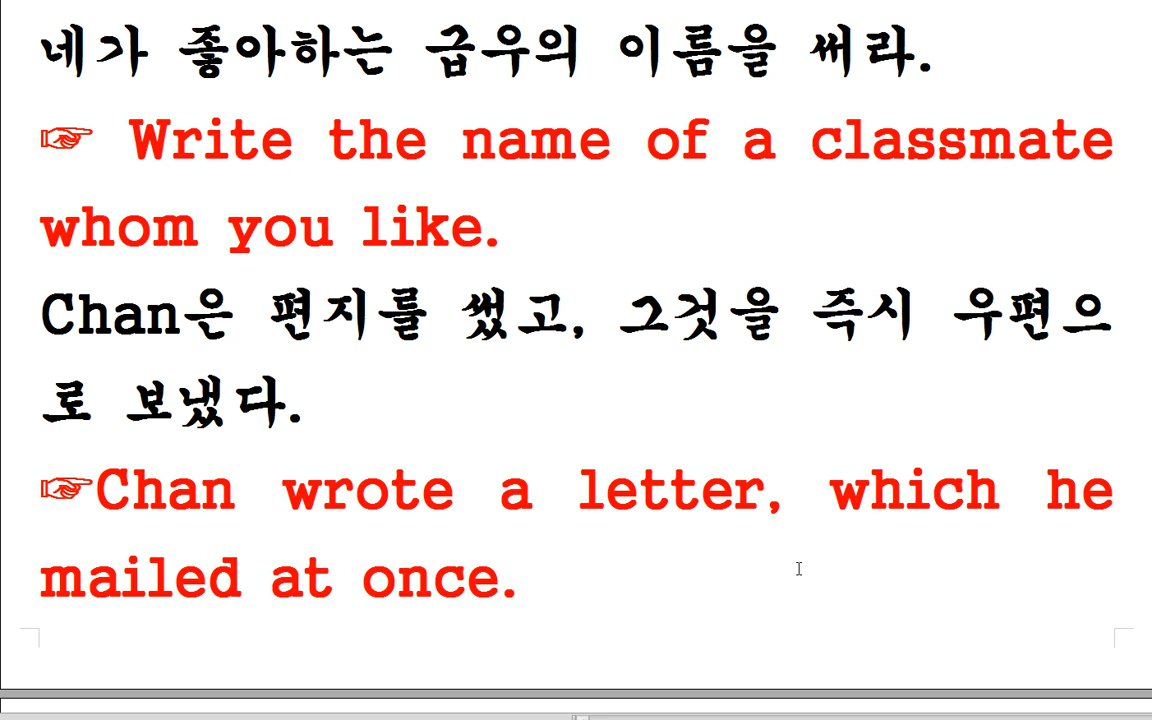 네가 좋아하는 급우의 이름을 써라.
☞ Write the name of a classmate
whom you like.
Chan은 편지를 썼고, 그것을 즉시 우편으
로 보냈다.
☞Chan wrote a letter, which he
mailed at once.